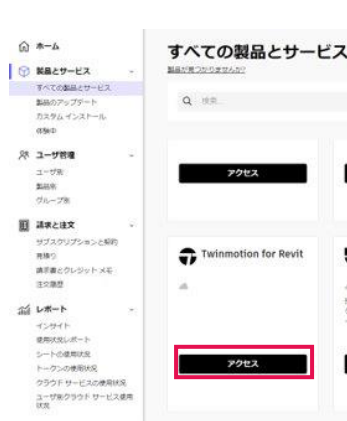 ホーム
製品とサービス
すべての製品とサービス
製品のアップデート
カスタム インストール
体験中
ユーザ管理
ユーザ別
製品別
グループ別
請求と注文
サブスクリプションと契約
見積り
請求書とクレジット メモ
注文履歴
レポート
インサイト
使用状況レポート
シートの使用状況
トークンの使用状況
クラウド サービスの使用状況
ユーザ別クラウド サービス使用
状況
すべての製品とサービス
製品が見つかりませんか?
検索...
アクセス
Twinmotion for Revit
アクセス